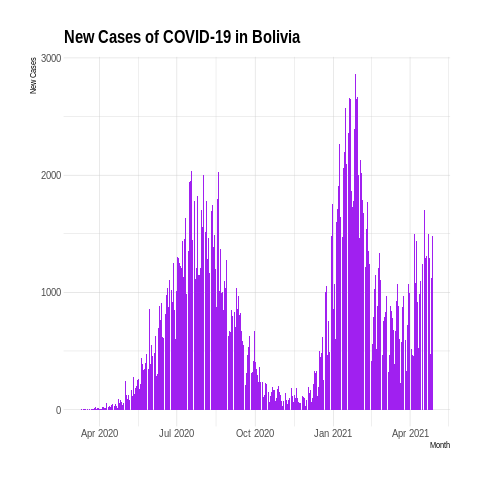 New Cases of COVID-19 in Bolivia
New Cases
3000
2000
1000
0
Apr 2020 Jul 2020 Oct 2020 Jan 2021 Apr 2021
Month